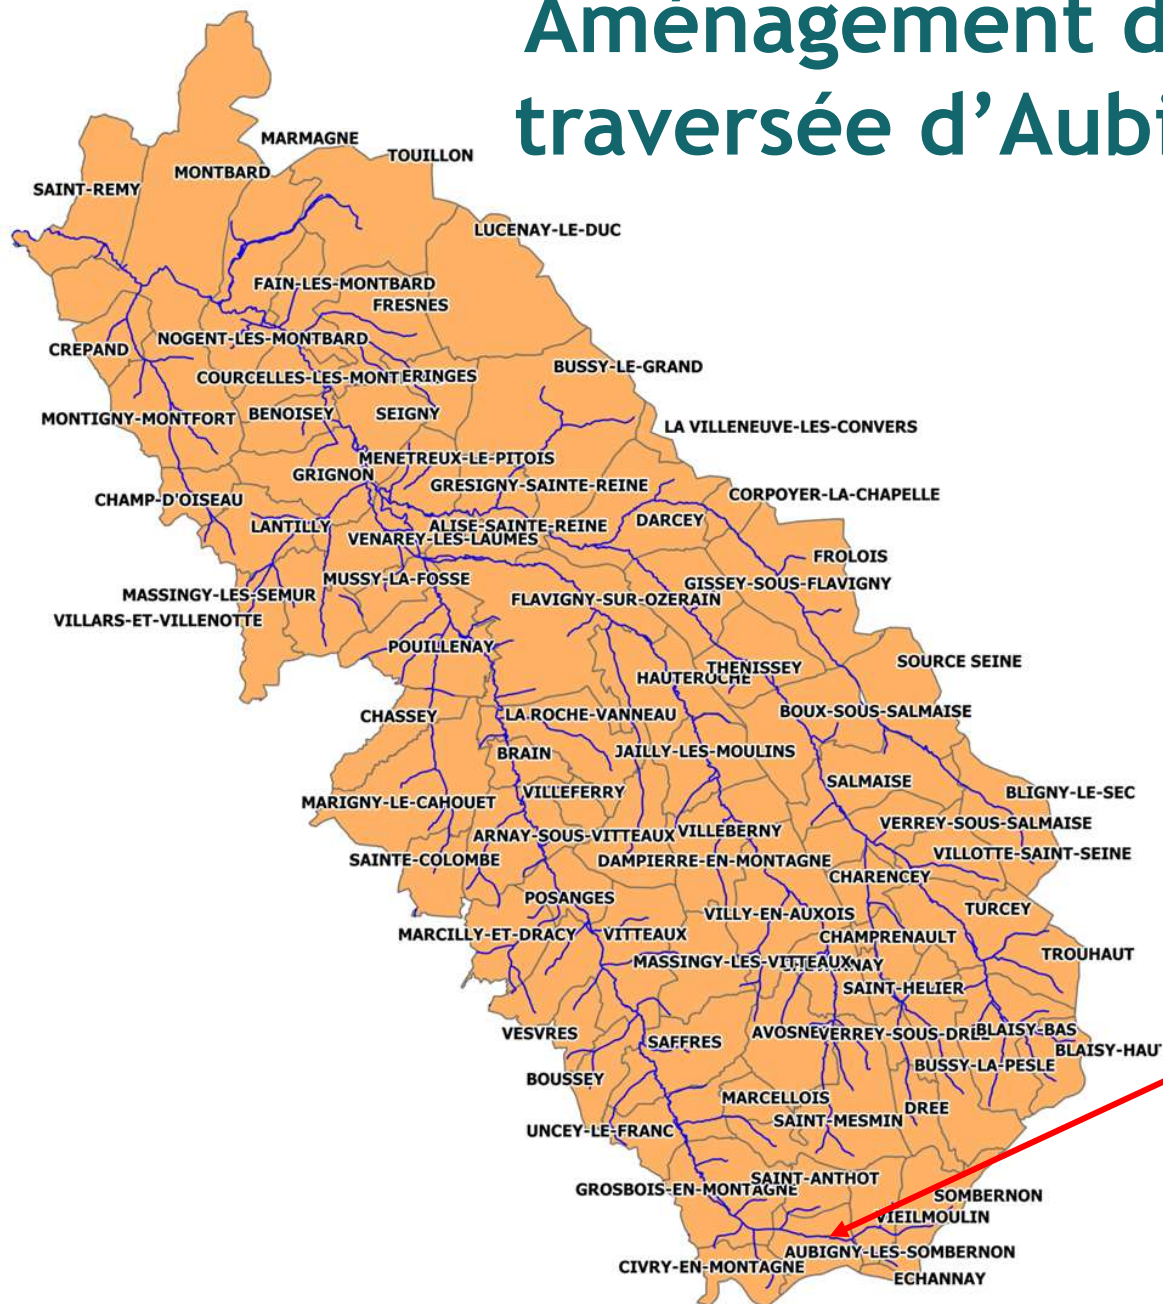 Aménagement d
traversée d’Aubi
MARMAGNE
TOUILLON
MONTBARD
SAINT-REMY
LUCENAY-LE-DUC
FAIN-LES-MONTBARD
FRESNES
NOGENT-LES-MONTBARD
CREPAND
BUSSY-LE-GRAND
COURCELLES-LES-MONT
ERINGES
BENOISEY
SEIGNY
MONTIGNY-MONTFORT
LA VILLENEUVE-LES-CONVERS
MENETREUX-LE-PITOIS
GRIGNON
GRESIGNY-SAINTE-REINE
CORPOYER-LA-CHAPELLE
CHAMP-D'OISEAU
DARCEY
LANTILLY
ALISE-SAINTE-REINE
VENAREY-LES-LAUMES
FROLOIS
MUSSY-LA-FOSSE
GISSEY-SOUS-FLAVIGNY
MASSINGY-LES-SEMUR
FLAVIGNY-SUR-OZERAIN
VILLARS-ET-VILLENOTTE
POUILLENAY
SOURCE SEINE
THENISSEY
HAUTEROCHE
CHASSEY
LA ROCHE-VANNEAU
BOUX-SOUS-SALMAISE
BRAIN
JAILLY-LES-MOULINS
SALMAISE
VILLEFERRY
BLIGNY-LE-SEC
MARIGNY-LE-CAHOUET
VERREY-SOUS-SALMAISE
ARNAY-SOUS-VITTEAUX
VILLEBERNY
VILLOTTE-SAINT-SEINE
SAINTE-COLOMBE
DAMPIERRE-EN-MONTAGNE
CHARENCEY
POSANGES
TURCEY
VILLY-EN-AUXOIS
MARCILLY-ET-DRACY
VITTEAUX
CHAMPRENAULT
TROUHAUT
MASSINGY-LES-VITTEAUX
NAY
SAINT-HELIER
VESVRES
SAFFRES
AVOSNE
VERREY-SOUS-DRE
BLAISY-BAS
BLAISY-HAU
BUSSY-LA-PESLE
BOUSSEY
MARCELLOIS
DREE
SAINT-MESMIN
UNCEY-LE-FRANC
SAINT-ANTHOT
GROSBOIS-EN-MONTAGNE
SOMBERNON
VIEILMOULIN
AUBIGNY-LES-SOMBERNON
CIVRY-EN-MONTAGNE
ECHANNAY